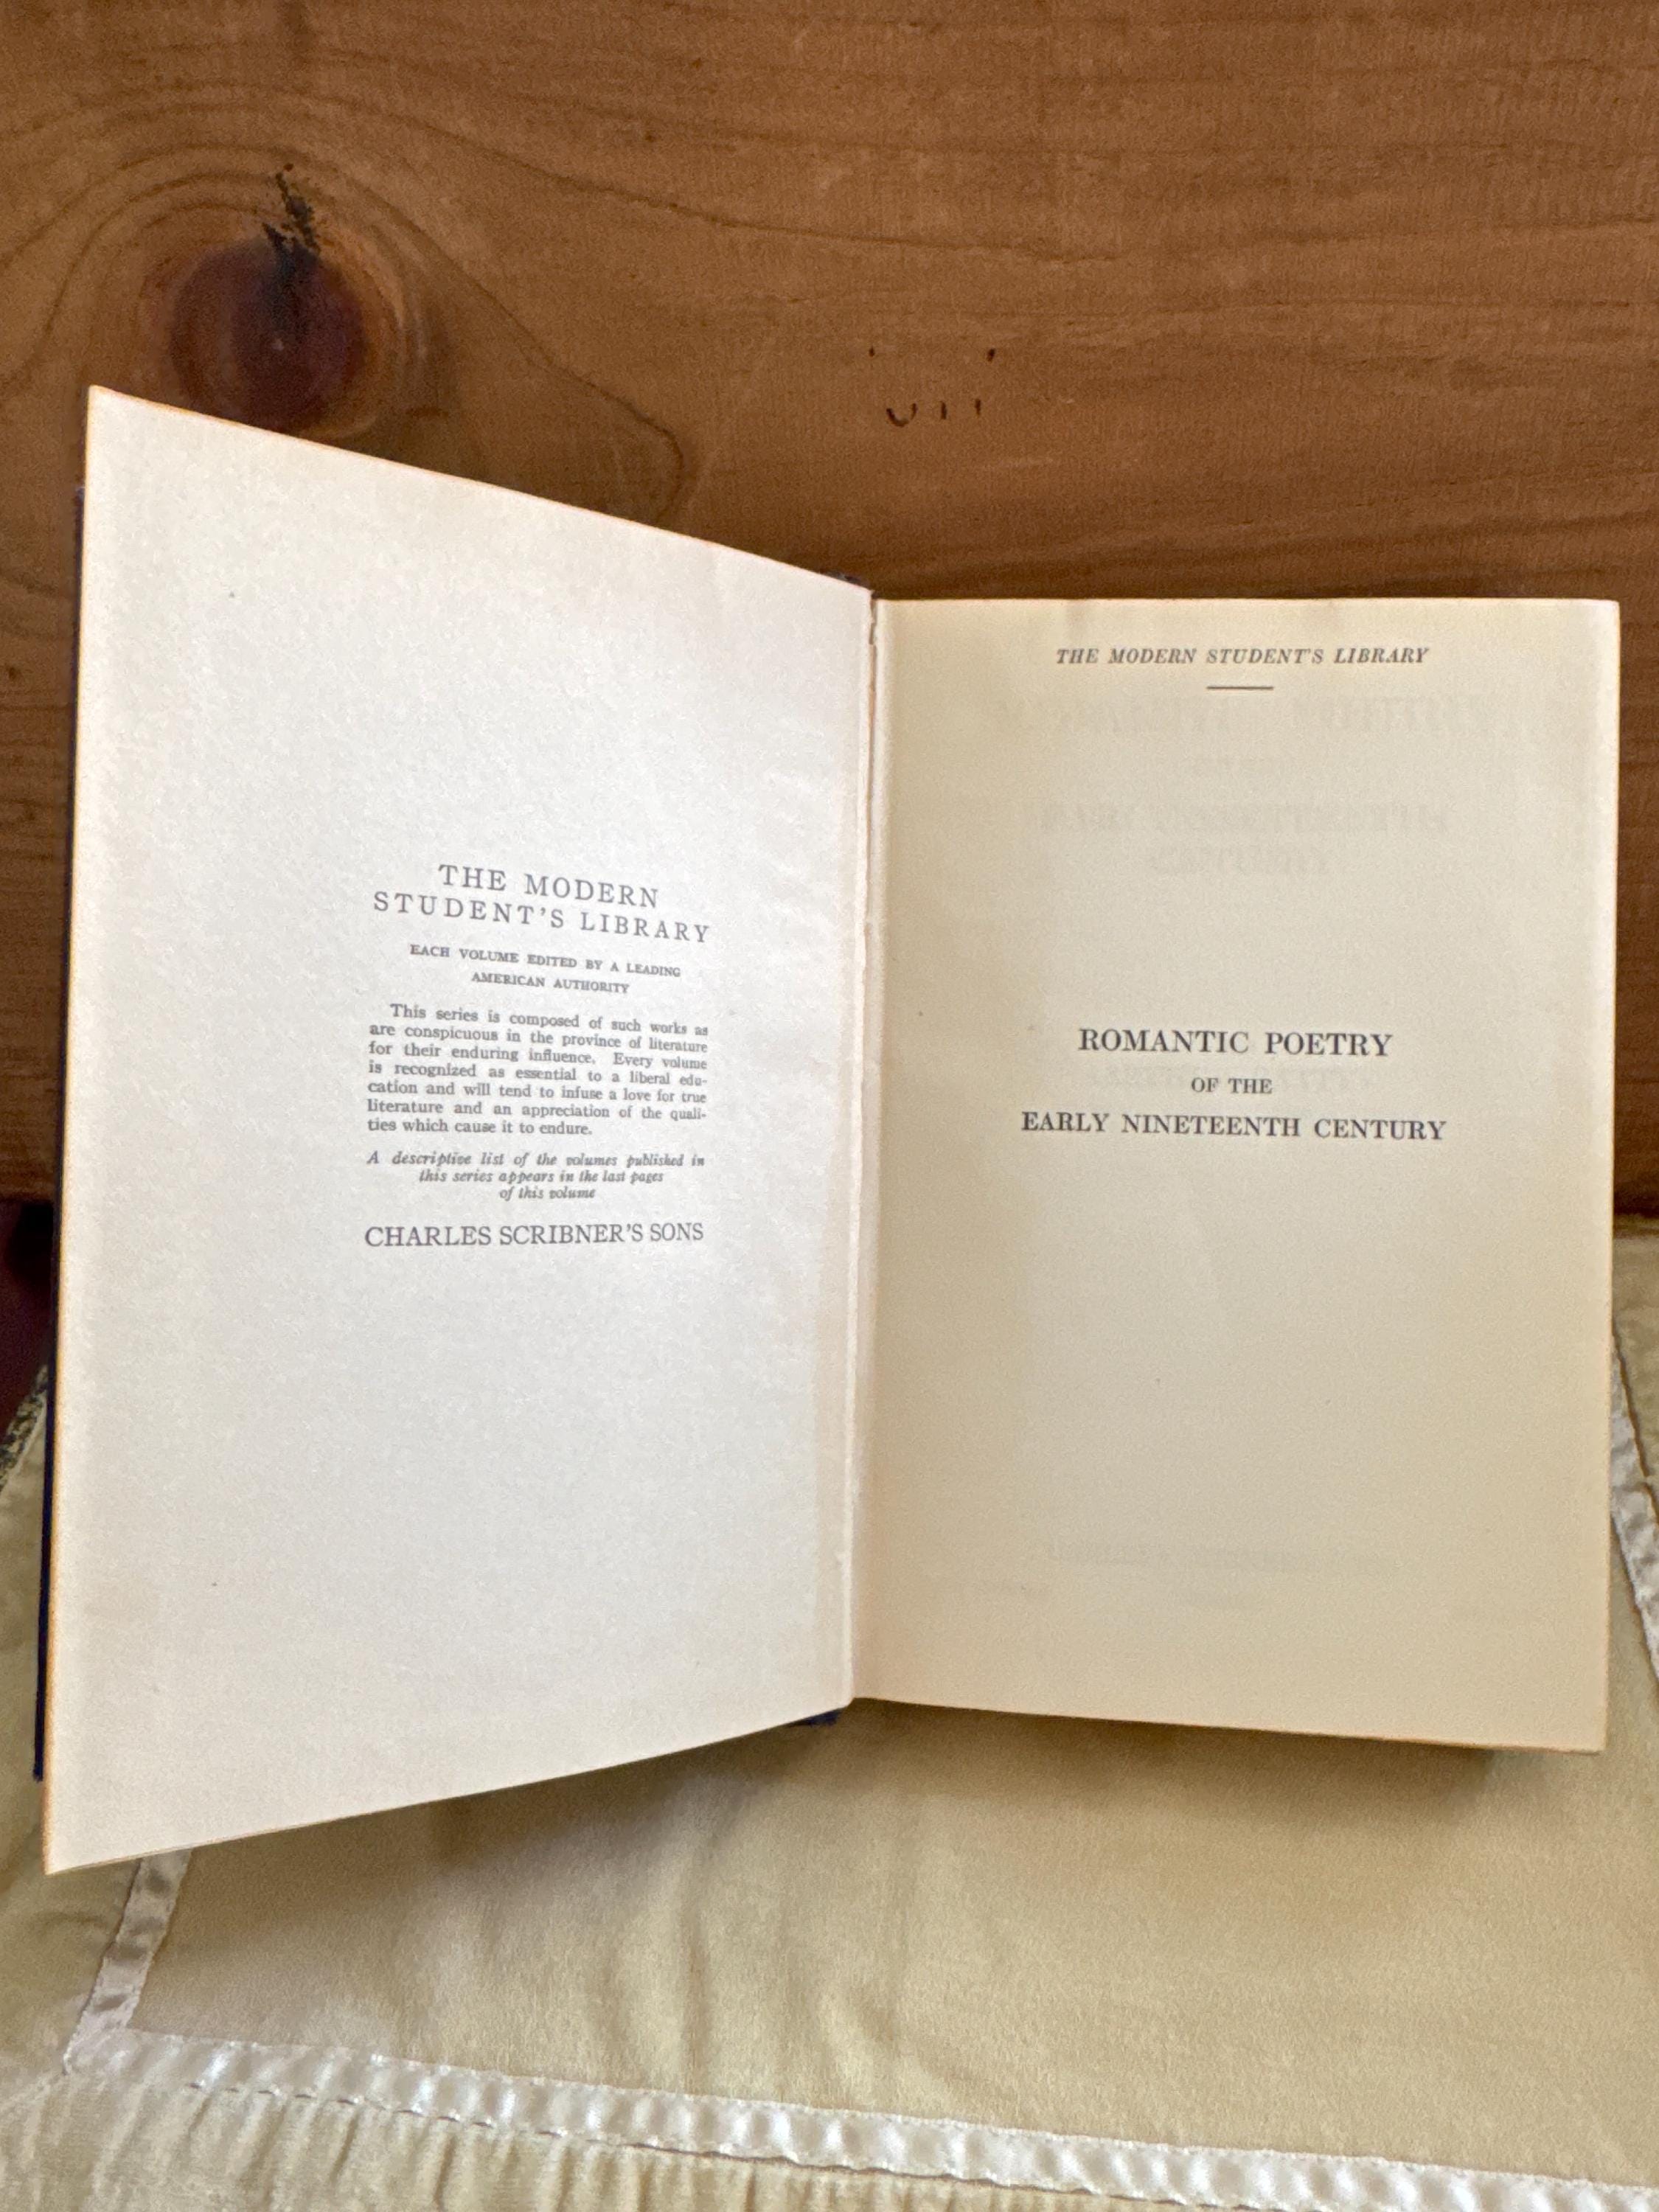 THE MODERN
STUDENT'S LIBRARY
EACH VOLUME EDITED BY A LEADING
AMERICAN AUTHORITY
This series is composed of such works as
are conspicuous in the province of literature
for their enduring influence. Every volume
is recognized as essential to a liberal edu-
cation and will tend to infuse a love for true
literature and an appreciation of the quali-
ties which cause it to endure.
A descriptive list of the volumes published in
this series appears in the last pages
of this volume
CHARLES SCRIBNER'S SONS
THE MODERN STUDENT'S LIBRARY
ROMANTIC POETRY
OF THE
EARLY NINETEENTH CENTURY